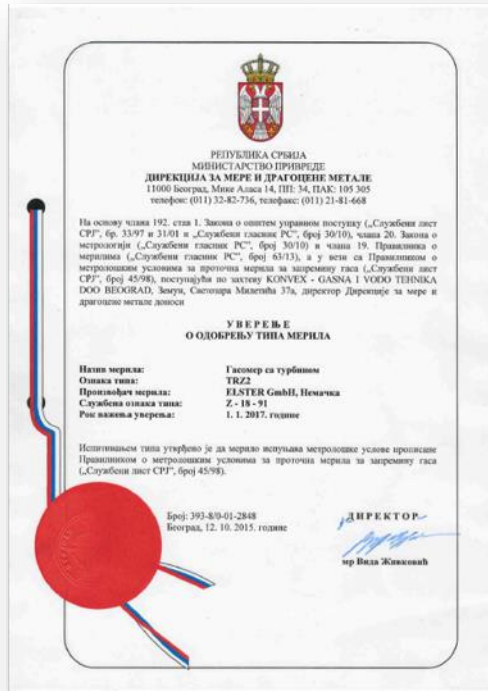 РЕПУБЛИКА СРБИЈА
МИНИСТАРСТВО ПРИВРЕДЕ
ДИРЕКЦИЈА ЗА МЕРЕ И ДРАГОЦЕНЕ МЕТАЛЕ
11000 Београд, Мике Аласа 14, ПП: 34, ПАК: 105 305
телефон: (011) 32-82-736, телефакс: (011) 21-81-668
На основу члана 192. став 1. Закона о општем управном поступку („Службени лист
СРЈ”, бр. 33/97 и 31/01 и „Службени гласник РС”, број 30/10), члана 20. Закона о
метрологији („Службени гласник РС”, број 30/10) и члана 19. Правилника о
мерилима („Службени гласник РС”, број 63/13), а у вези са Правилником о
метролошким условима за проточна мерила за запремину гаса („Службени лист
СРЈ”, број 45/98), поступајући по захтеву KONVEX - GASNA I VODO TEHNIKA
DOO BEOGRAD, Земун, Светозара Милетића 37а, директор Дирекције за мере и
драгоцене метале доноси
У В Е Р Е Њ Е
О ОДОБРЕЊУ ТИПА МЕРИЛА
Назив мерила: Гасомер са турбином
Ознака типа: TRZ2
Произвођач мерила: ELSTER GmbH, Немачка
Службена ознака типа: Z - 18 - 91
Рок важења уверења: 1. 1. 2017. године
Испитивањем типа утврђено је да мерило испуњава метролошке услове прописане
Правилником о метролошким условима за проточна мерила за запремину гаса
(„Службени лист СРЈ”, број 45/98).
Број: 393-8/0-01-2848
Београд, 12. 10. 2015. године
Д И Р Е К Т О Р
мр Вида Живковић